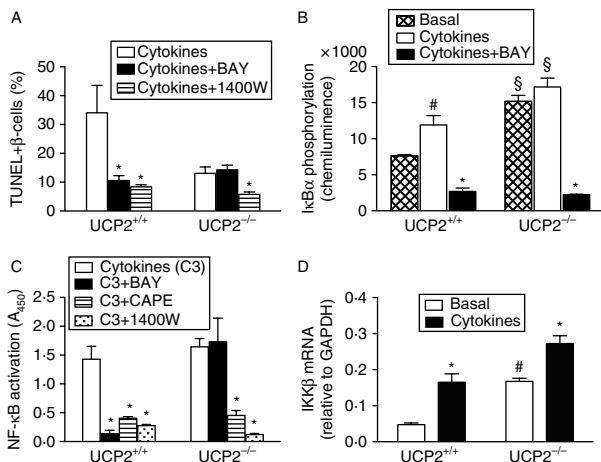 A
Cytokines
Cytokines+BAY
Cytokines+1400W
TUNEL+β-cells (%)
50
40
30
20
10
0
*
*
*
UCP2+/+
UCP2−/−
B
Basal
Cytokines
Cytokines+BAY
×1000
IκBα phosphorylation
(chemiluminence)
20
15
10
5
0
#
*
§
§
*
UCP2+/+
UCP2−/−
C
Cytokines (C3)
C3+BAY
C3+CAPE
C3+1400W
NF-κB activation (A450)
2·5
2·0
1·5
1·0
0·5
0
*
*
*
*
*
UCP2+/+
UCP2−/−
D
Basal
Cytokines
IKKβ mRNA
(relative to GAPDH)
0·4
0·3
0·2
0·1
0·0
*
#
*
UCP2+/+
UCP2−/−